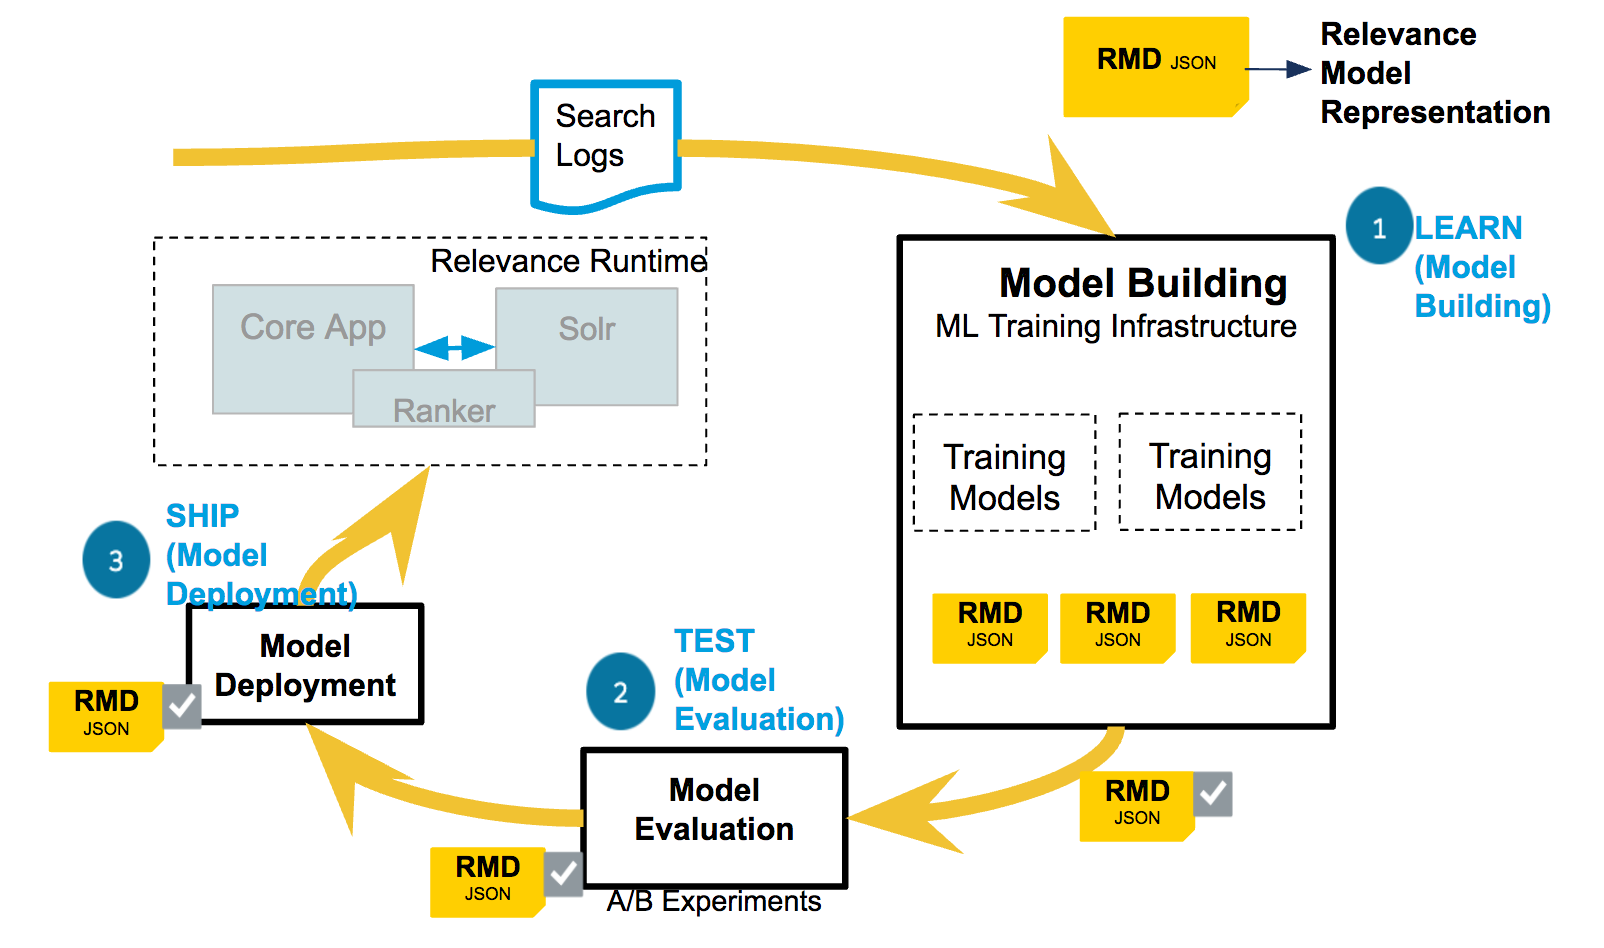 RMD JSON
Relevance
Model
Representation
Search
Logs
1
LEARN
(Model
Building)
Relevance Runtime
Core App
Solr
Ranker
Model Building
ML Training Infrastructure
Training
Models
Training
Models
RMD
JSON
RMD
JSON
RMD
JSON
3
SHIP
(Model
Deployment)
Model
Deployment
RMD
JSON
2
TEST
(Model
Evaluation)
Model
Evaluation
A/B Experiments
RMD
JSON
RMD
JSON